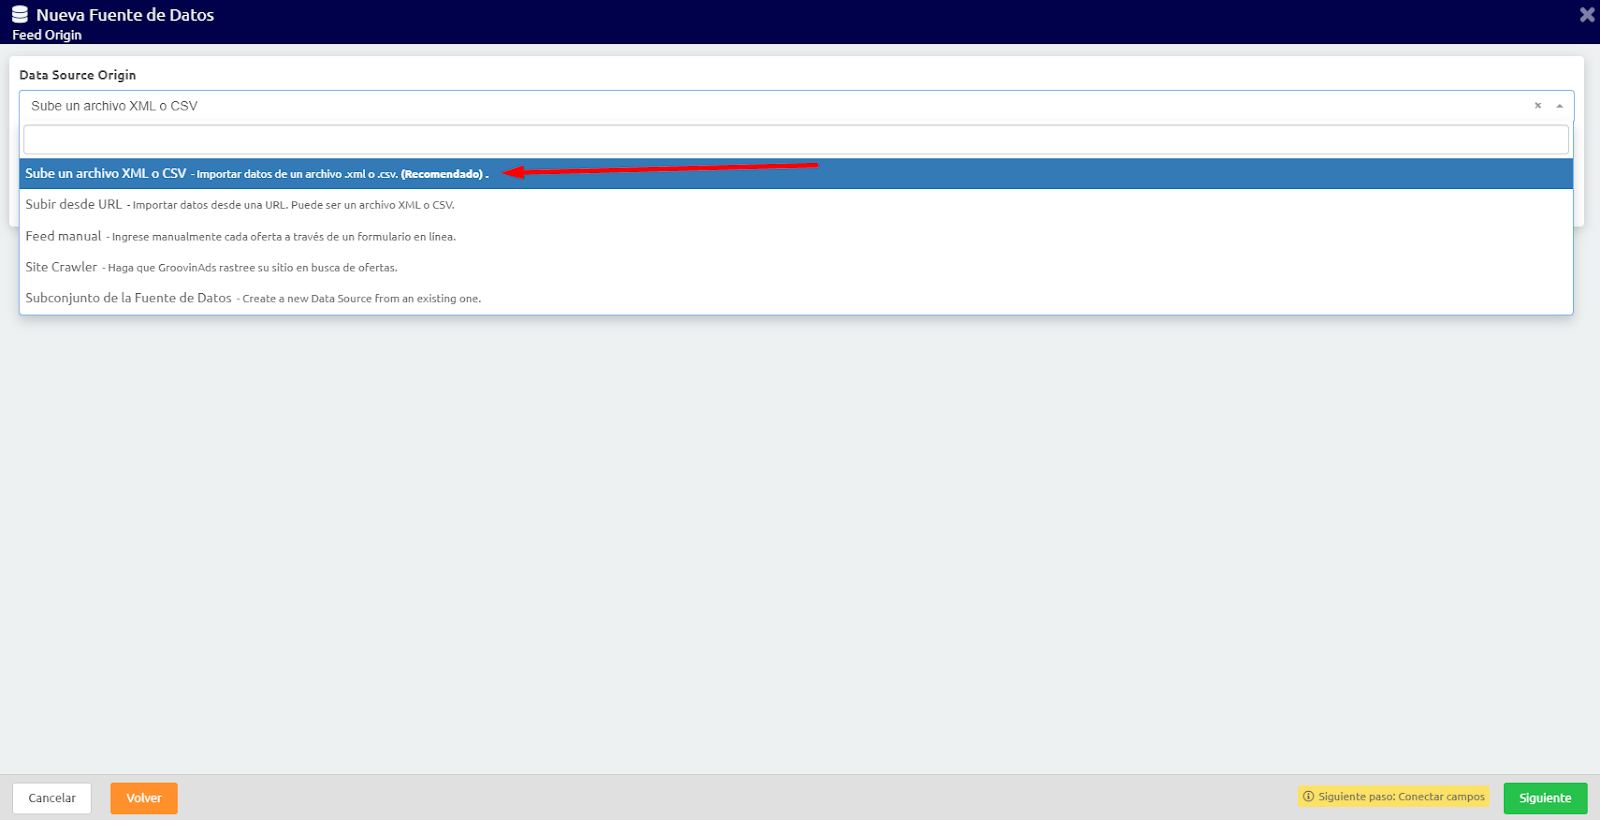 Nueva Fuente de Datos
Feed Origin
Data Source Origin
Sube un archivo XML o CSV
Sube un archivo XML o CSV - Importar datos de un archivo .xml o .csv. (Recomendado) .
Subir desde URL - Importar datos desde una URL. Puede ser un archivo XML o CSV.
Feed manual - Ingrese manualmente cada oferta a través de un formulario en línea.
Site Crawler - Haga que GroovinAds rastree su sitio en busca de ofertas.
Subconjunto de la Fuente de Datos - Create a new Data Source from an existing one.
Cancelar
Volver
Siguiente paso: Conectar campos
Siguiente